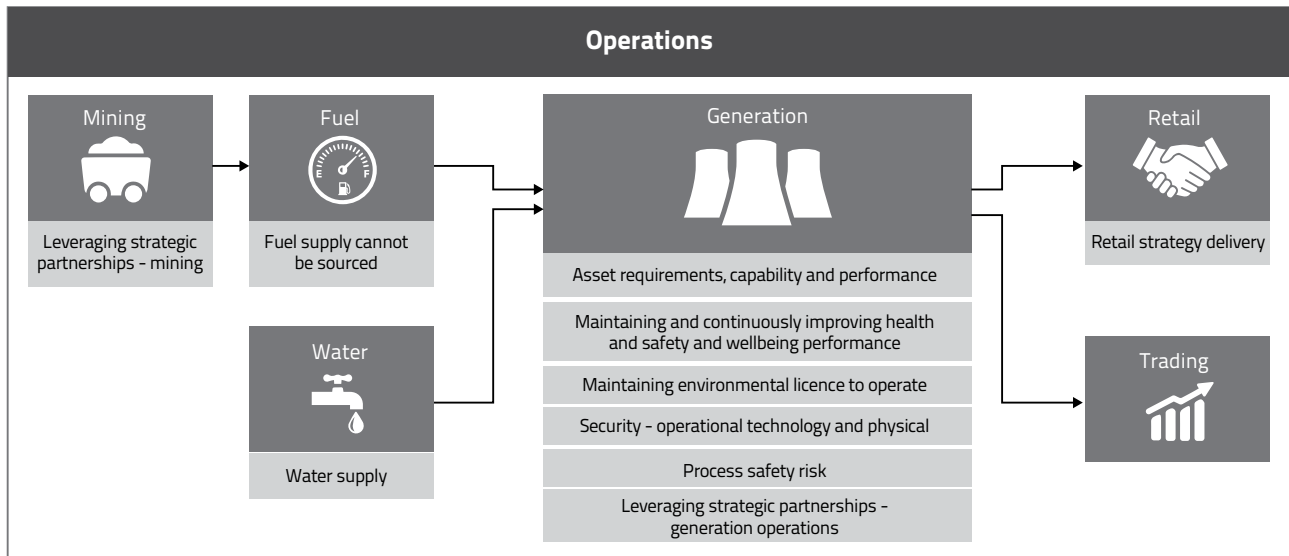 Operations
Mining
Leveraging strategic
partnerships - mining
Fuel
E F
Fuel supply cannot
be sourced
Water
Water supply
Generation
Asset requirements, capability and performance
Maintaining and continuously improving health
and safety and wellbeing performance
Maintaining environmental licence to operate
Security - operational technology and physical
Process safety risk
Leveraging strategic partnerships -
generation operations
Retail
Retail strategy delivery
Trading